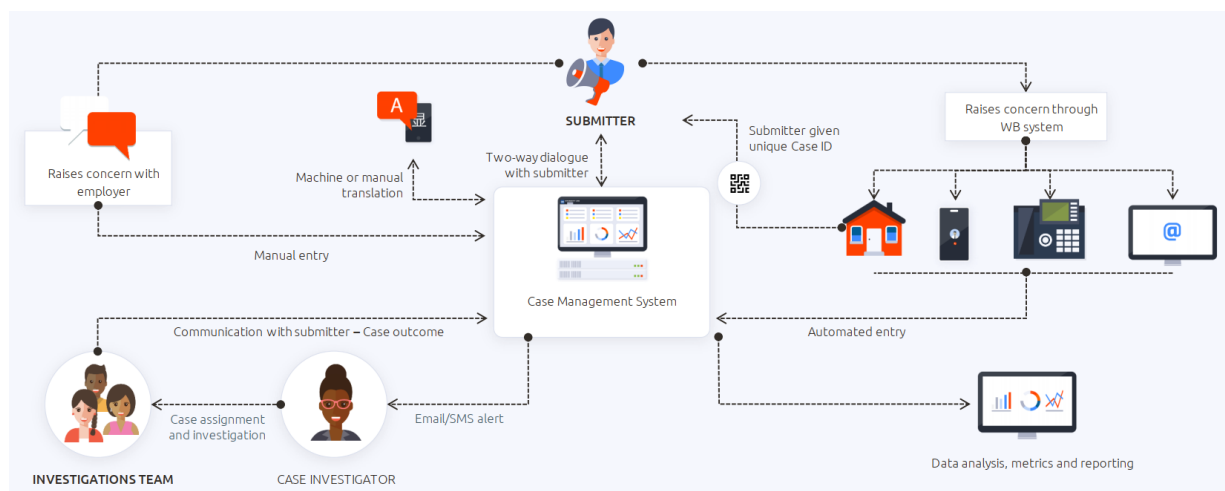 A
显
SUBMITTER
Raises concern through
WB system
Submitter given
unique Case ID
Two-way dialogue
with submitter
Raises concern with
employer
Machine or manual
translation
@
Manual entry
Case Management System
Communication with submitter – Case outcome
Automated entry
Case assignment
and investigation
Email/SMS alert
Data analysis, metrics and reporting
INVESTIGATIONS TEAM
CASE INVESTIGATOR